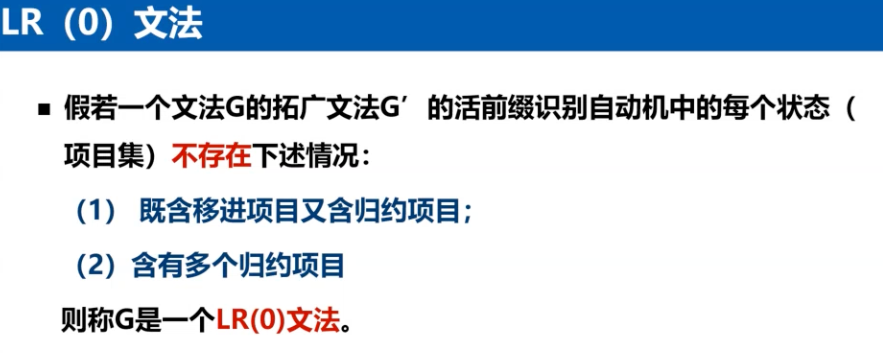 LR（0）文法
■ 假若一个文法G的拓广文法G’的活前缀识别自动机中的每个状态（
项目集）不存在下述情况：
（1） 既含移进项目又含归约项目；
（2）含有多个归约项目
则称G是一个LR(0)文法。